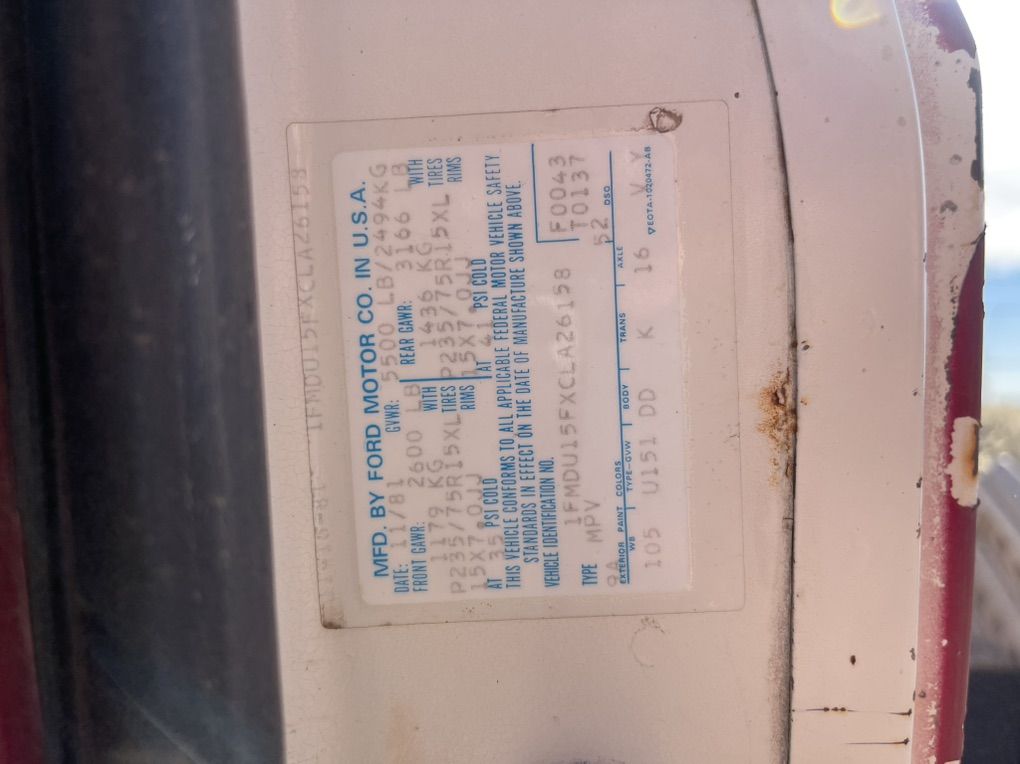 1FMDU15FXCLA26158
MFD. BY FORD MOTOR CO. IN U.S.A.
DATE: 11/81 GVWR: 5500 LB/2494KG
FRONT GAWR: 2600 LB REAR GAWR: 3166 LB
1179 KG WITH 1436 KG WITH
P235/75R15XL TIRES P235/75R15XL TIRES
15X7.0JJ RIMS 15X7.0JJ RIMS
AT 35 PSI COLD AT 41 PSI COLD
THIS VEHICLE CONFORMS TO ALL APPLICABLE FEDERAL MOTOR VEHICLE SAFETY
STANDARDS IN EFFECT ON THE DATE OF MANUFACTURE SHOWN ABOVE.
VEHICLE IDENTIFICATION NO.
1FMDU15FXCLA26158 F0043
TYPE MPV T0137
9A 52
EXTERIOR PAINT COLORS DSO
WB TYPE-GVW BODY TRANS AXLE
105 U151 DD K 16 V Y